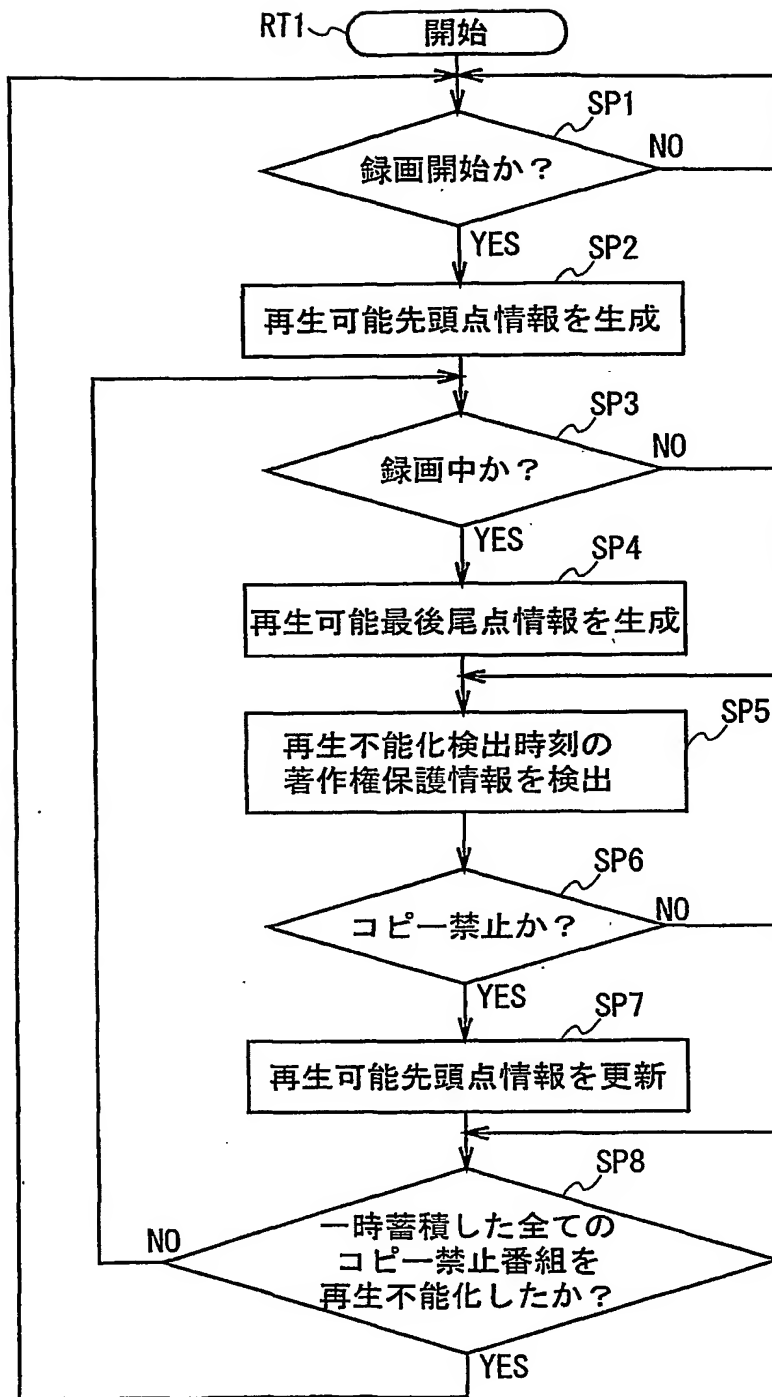 RT1
開始
SP1
録画開始か？
NO
YES
SP2
再生可能先頭点情報を生成
SP3
録画中か？
NO
YES
SP4
再生可能最後尾点情報を生成
SP5
再生不能化検出時刻の
著作権保護情報を検出
SP6
コピー禁止か？
NO
YES
SP7
再生可能先頭点情報を更新
SP8
一時蓄積した全ての
コピー禁止番組を
再生不能化したか？
NO
YES